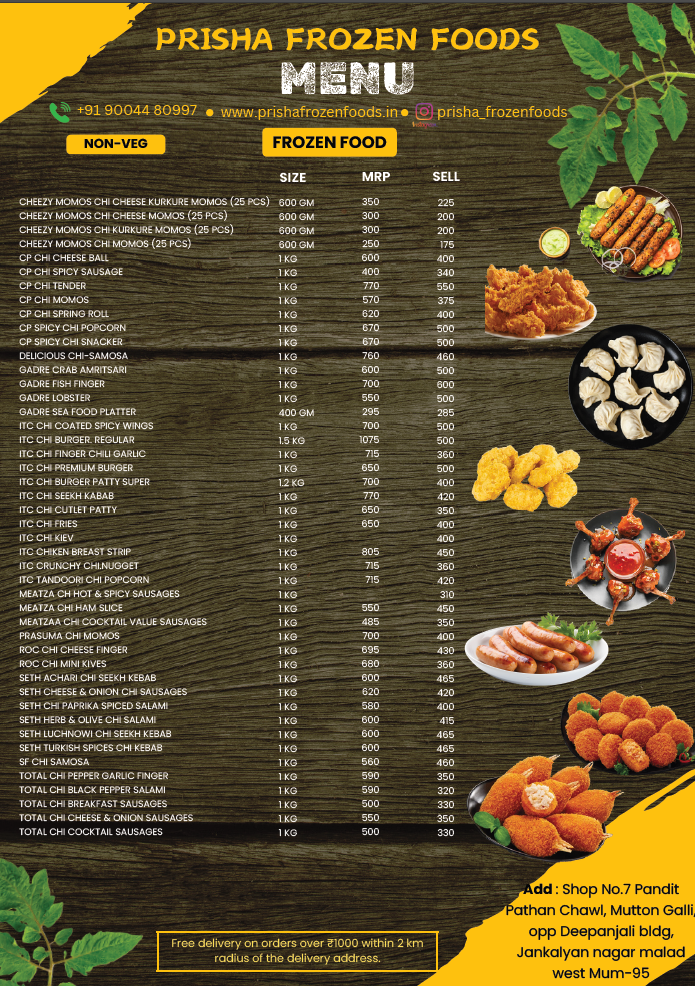 PRISHA FROZEN FOODS
MENU
+91 90044 80997 ● www.prishafrozenfoods.in ● prisha_frozenfoods
NON-VEG
FROZEN FOOD
SIZE MRP SELL
CHEEZY MOMOS CHI CHEESE KURKURE MOMOS (25 PCS) 600 GM 350 225
CHEEZY MOMOS CHI CHEESE MOMOS (25 PCS) 600 GM 300 200
CHEEZY MOMOS CHI KURKURE MOMOS (25 PCS) 600 GM 300 200
CHEEZY MOMOS CHI MOMOS (25 PCS) 600 GM 250 175
CP CHI CHEESE BALL 1 KG 600 400
CP CHI SPICY SAUSAGE 1 KG 400 340
CP CHI TENDER 1 KG 770 550
CP CHI MOMOS 1 KG 570 375
CP CHI SPRING ROLL 1 KG 620 400
CP SPICY CHI POPCORN 1 KG 670 500
CP SPICY CHI SNACKER 1 KG 670 500
DELICIOUS CHI-SAMOSA 1 KG 760 460
GADRE CRAB AMRITSARI 1 KG 600 500
GADRE FISH FINGER 1 KG 700 600
GADRE LOBSTER 1 KG 550 500
GADRE SEA FOOD PLATTER 400 GM 295 285
ITC CHI COATED SPICY WINGS 1 KG 700 500
ITC CHI BURGER. REGULAR 1.5 KG 1075 500
ITC CHI FINGER CHILI GARLIC 1 KG 715 360
ITC CHI PREMIUM BURGER 1 KG 650 500
ITC CHI BURGER PATTY SUPER 1.2 KG 700 400
ITC CHI SEEKH KABAB 1 KG 770 420
ITC CHI CUTLET PATTY 1 KG 650 350
ITC CHI FRIES 1 KG 650 400
ITC CHI KIEV 1 KG 400
ITC CHIKEN BREAST STRIP 1 KG 805 450
ITC CRUNCHY CHI.NUGGET 1 KG 715 360
ITC TANDOORI CHI POPCORN 1 KG 715 420
MEATZA CH HOT & SPICY SAUSAGES 1 KG 310
MEATZA CHI HAM SLICE 1 KG 550 450
MEATZAA CHI COCKTAIL VALUE SAUSAGES 1 KG 485 350
PRASUMA CHI MOMOS 1 KG 700 400
ROC CHI CHEESE FINGER 1 KG 695 430
ROC CHI MINI KIVES 1 KG 680 360
SETH ACHARI CHI SEEKH KEBAB 1 KG 600 465
SETH CHEESE & ONION CHI SAUSAGES 1 KG 620 420
SETH CHI PAPRIKA SPICED SALAMI 1 KG 580 400
SETH HERB & OLIVE CHI SALAMI 1 KG 600 415
SETH LUCHNOWI CHI SEEKH KEBAB 1 KG 600 465
SETH TURKISH SPICES CHI KEBAB 1 KG 600 465
SF CHI SAMOSA 1 KG 560 460
TOTAL CHI PEPPER GARLIC FINGER 1 KG 590 350
TOTAL CHI BLACK PEPPER SALAMI 1 KG 590 320
TOTAL CHI BREAKFAST SAUSAGES 1 KG 500 330
TOTAL CHI CHEESE & ONION SAUSAGES 1 KG 550 350
TOTAL CHI COCKTAIL SAUSAGES 1 KG 500 330
Add : Shop No.7 Pandit
Pathan Chawl, Mutton Galli,
opp Deepanjali bldg,
Jankalyan nagar malad
west Mum-95
Free delivery on orders over ₹1000 within 2 km
radius of the delivery address.